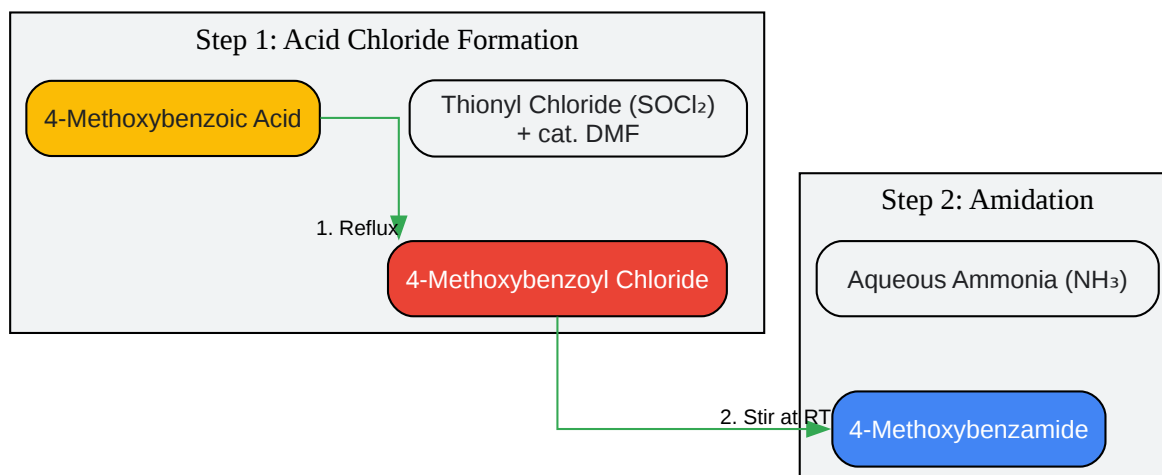 Step 1: Acid Chloride Formation
4-Methoxybenzoic Acid
Thionyl Chloride (SOCl₂)
+ cat. DMF
1. Reflux
4-Methoxybenzoyl Chloride
Step 2: Amidation
Aqueous Ammonia (NH₃)
2. Stir at RT
4-Methoxybenzamide